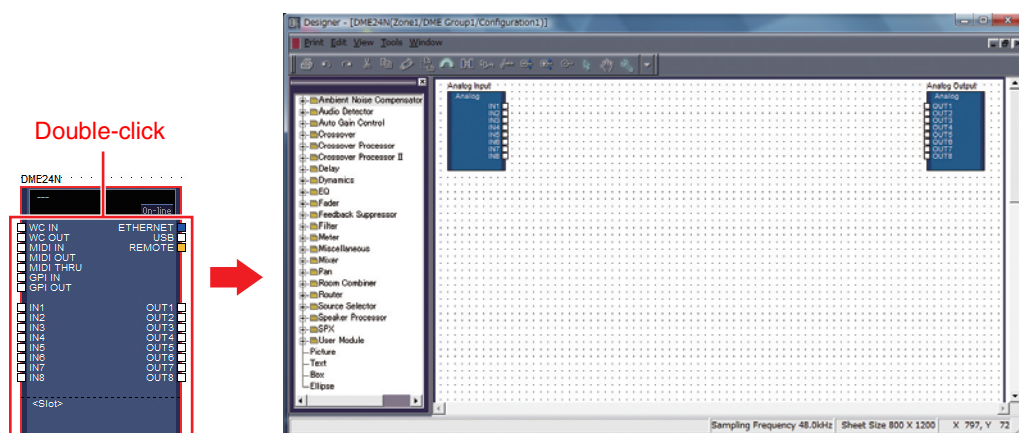 Double-click
DME24N
---
On-line
WC IN ETHERNET
WC OUT USB
MIDI IN REMOTE
MIDI OUT
MIDI THRU
GPI IN
GPI OUT
IN1 OUT1
IN2 OUT2
IN3 OUT3
IN4 OUT4
IN5 OUT5
IN6 OUT6
IN7 OUT7
IN8 OUT8
<Slot>
Designer - [DME24N(Zone1/DME Group1/Configuration1)]
Print Edit View Tools Window
Ambient Noise Compensator
Audio Detector
Auto Gain Control
Crossover
Crossover Processor
Crossover Processor II
Delay
Dynamics
EQ
Fader
Feedback Suppressor
Filter
Meter
Miscellaneous
Mixer
Pan
Room Combiner
Router
Source Selector
Speaker Processor
SPX
User Module
Picture
Text
Box
Ellipse
Analog Input
Analog
IN1
IN2
IN3
IN4
IN5
IN6
IN7
IN8
Analog Output
Analog
OUT1
OUT2
OUT3
OUT4
OUT5
OUT6
OUT7
OUT8
Sampling Frequency 48.0kHz Sheet Size 800 X 1200 X 797, Y 72